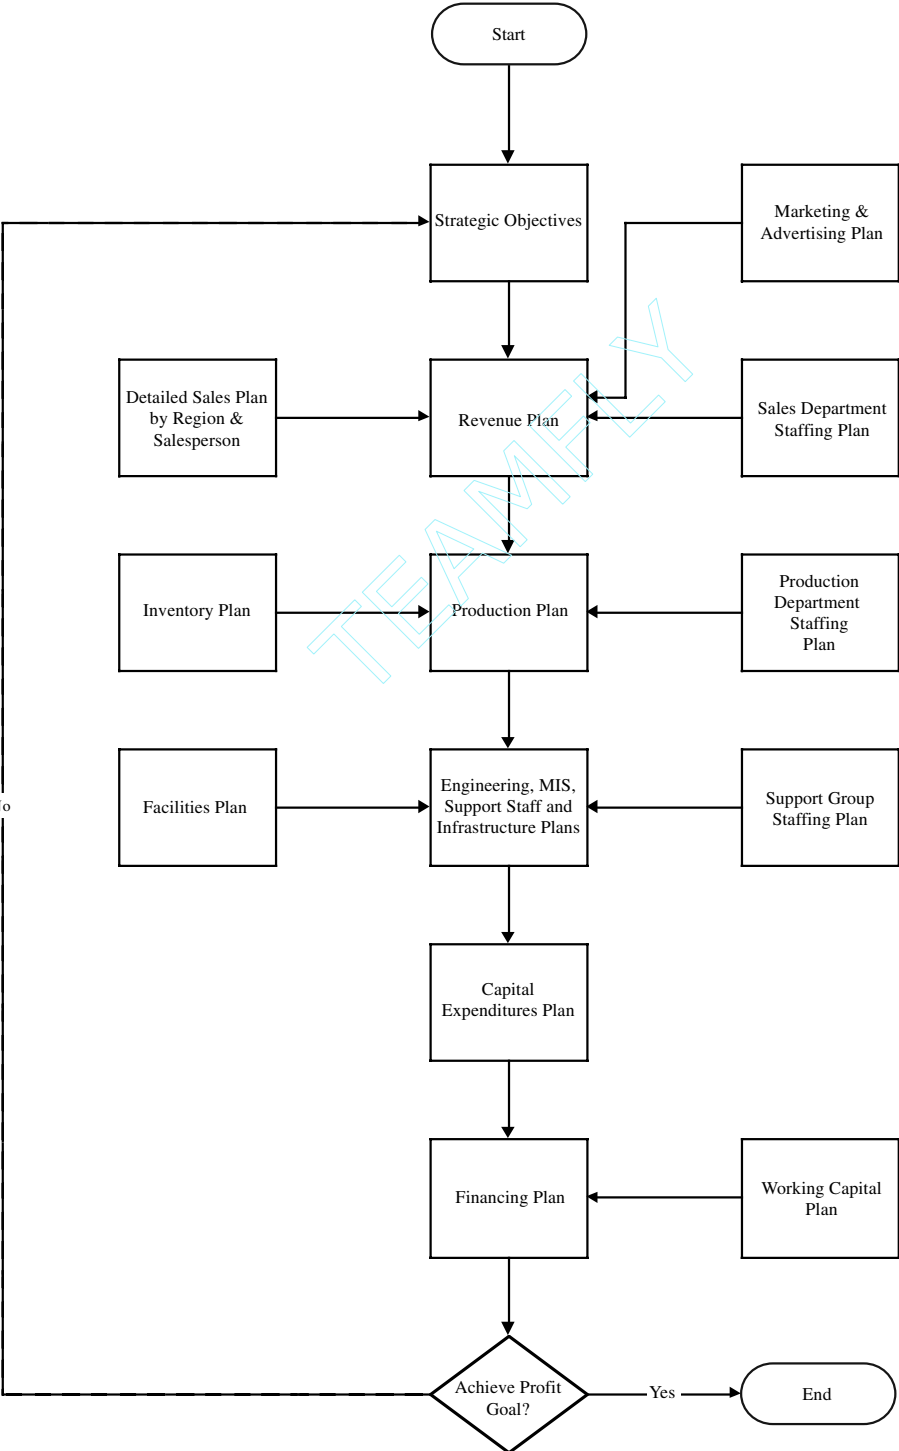 Start
Strategic Objectives
Marketing &
Advertising Plan
Detailed Sales Plan
by Region &
Salesperson
Revenue Plan
Sales Department
Staffing Plan
TEAMFLY
Inventory Plan
Production Plan
Production
Department
Staffing
Plan
Facilities Plan
Engineering, MIS,
Support Staff and
Infrastructure Plans
Support Group
Staffing Plan
Capital
Expenditures Plan
Financing Plan
Working Capital
Plan
Achieve Profit
Goal?
Yes
End